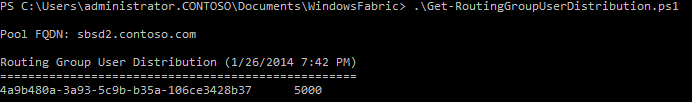 PS C:\Users\administrator.CONTOSO\Documents\WindowsFabric> .\Get-RoutingGroupUserDistribution.ps1
Pool FQDN: sbsd2.contoso.com
Routing Group User Distribution (1/26/2014 7:42 PM)
===================================================
4a9b480a-3a93-5c9b-b35a-106ce3428b37      5000